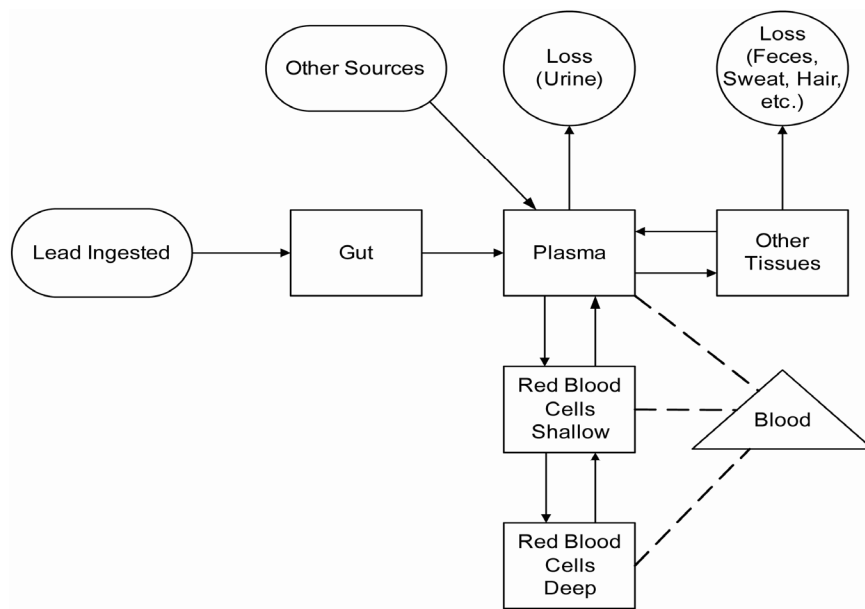 Other Sources
Loss
(Urine)
Loss
(Feces,
Sweat, Hair,
etc.)
Lead Ingested
Gut
Plasma
Other
Tissues
Red Blood
Cells
Shallow
Blood
Red Blood
Cells
Deep